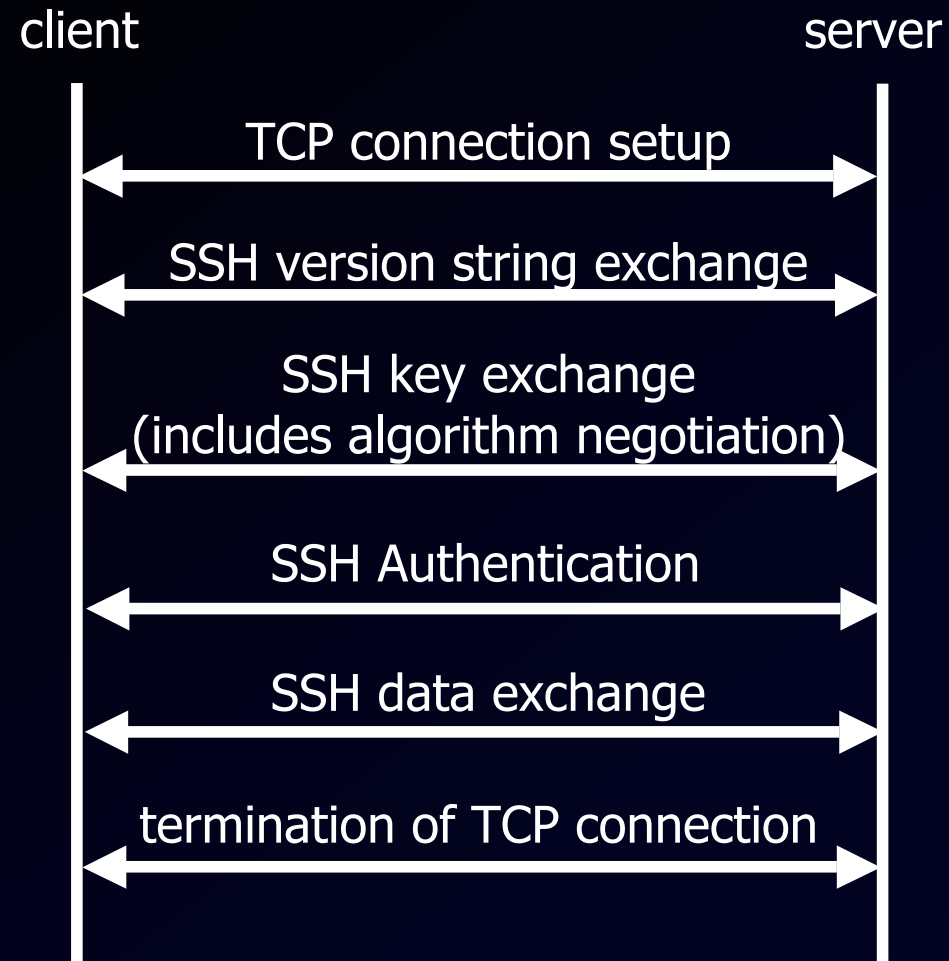 client
server
TCP connection setup
SSH version string exchange
SSH key exchange
(includes algorithm negotiation)
SSH Authentication
SSH data exchange
termination of TCP connection